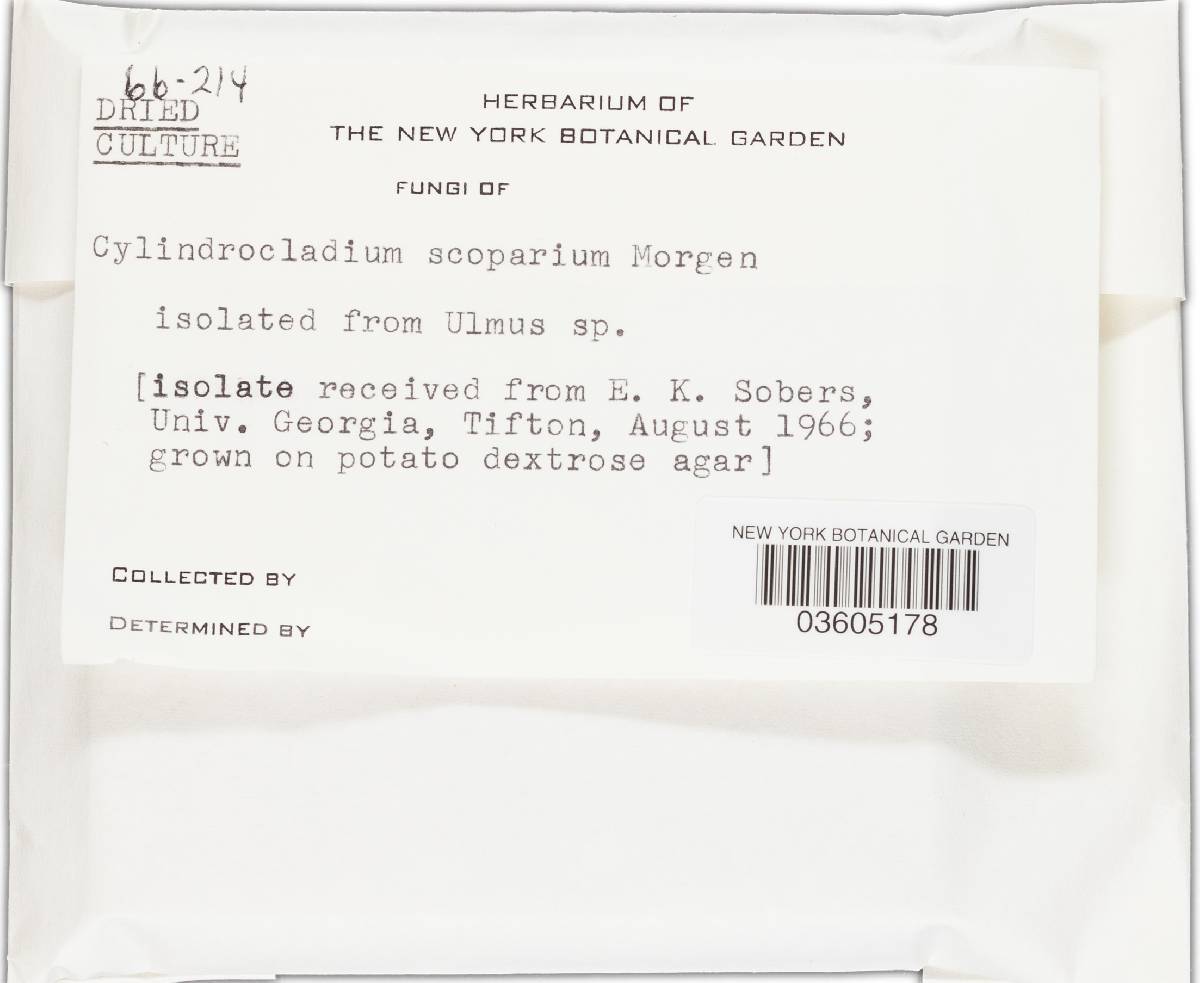 66-214
DRIED
CULTURE
HERBARIUM OF
THE NEW YORK BOTANICAL GARDEN
FUNGI OF
Cylindrocladium scoparium Morgen
isolated from Ulmus sp.
[isolate received from E. K. Sobers,
Univ. Georgia, Tifton, August 1966;
grown on potato dextrose agar]
NEW YORK BOTANICAL GARDEN
03605178
COLLECTED BY
DETERMINED BY